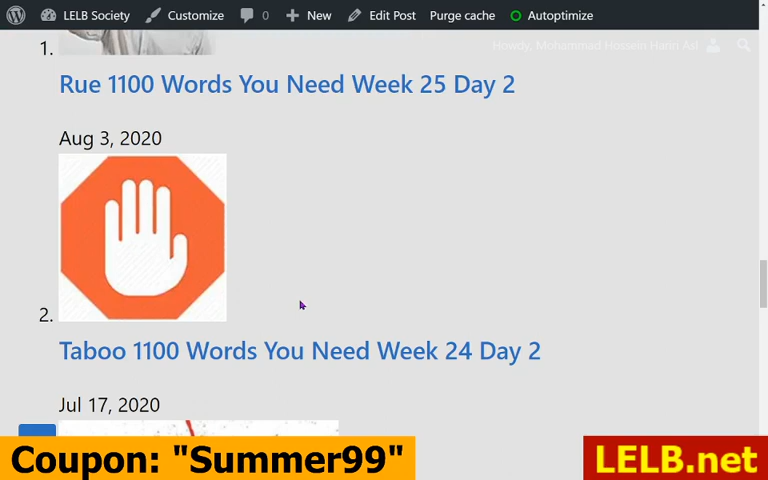 LELB Society Customize 0 New Edit Post Purge cache Autoptimize
Howdy, Mohammad Hossein Hariri Asl
1.
Rue 1100 Words You Need Week 25 Day 2
Aug 3, 2020
2.
Taboo 1100 Words You Need Week 24 Day 2
Jul 17, 2020
Coupon: "Summer99"
LELB.net